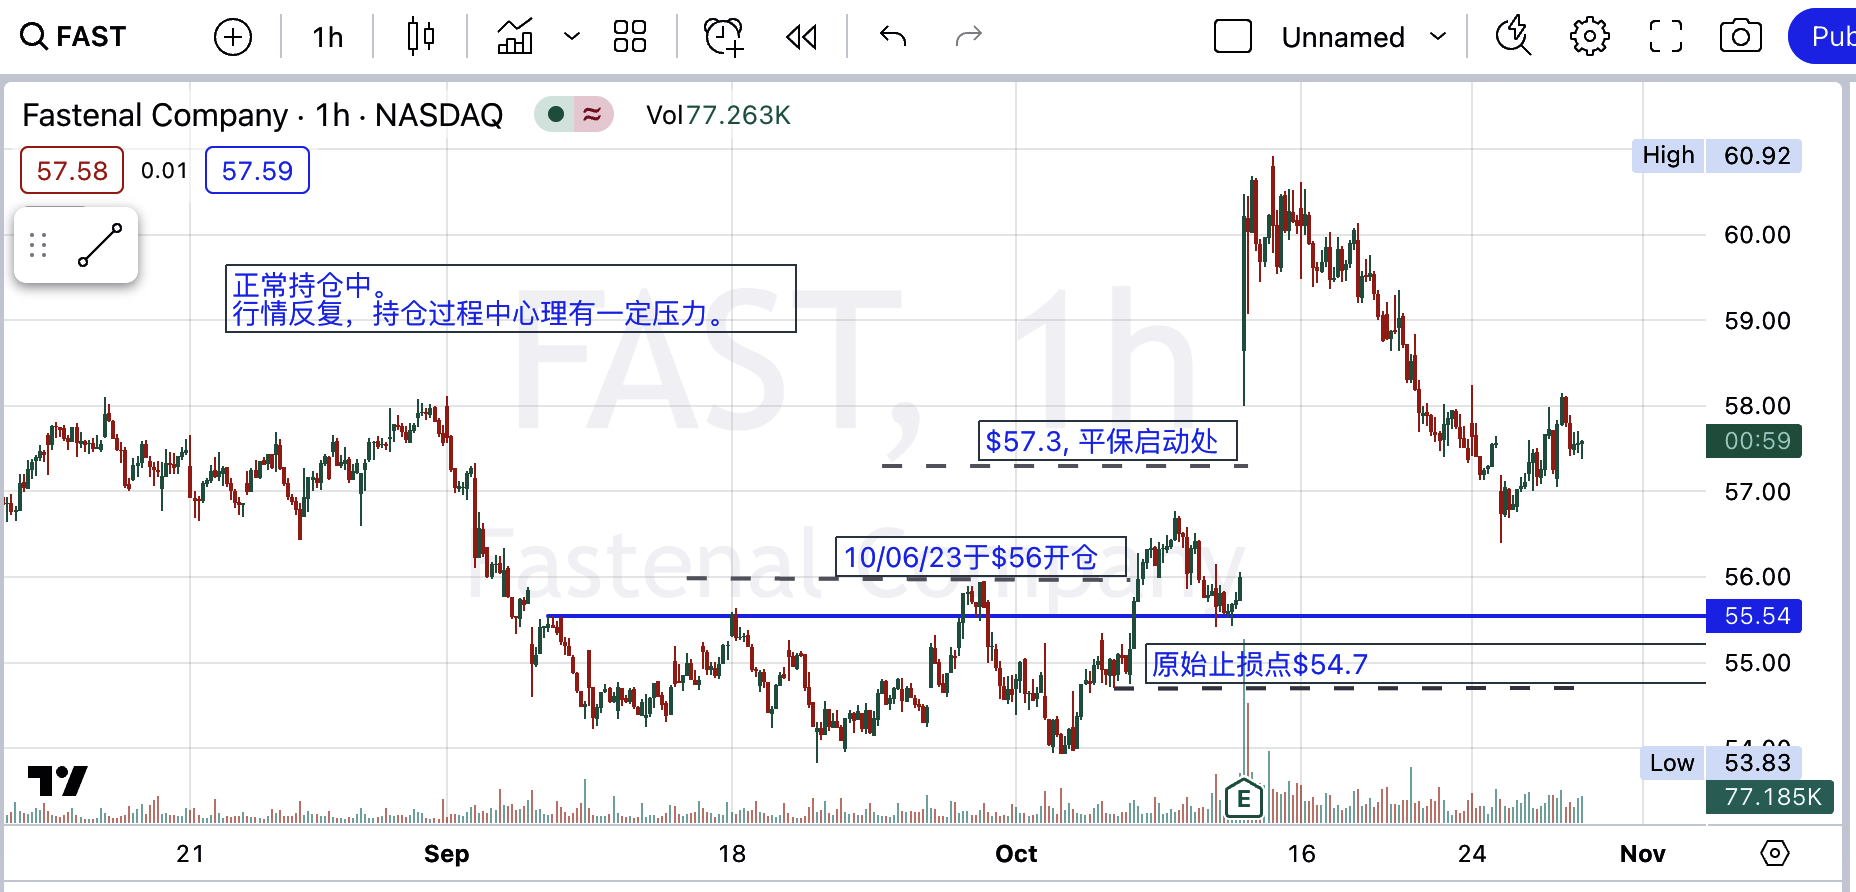 FAST
1h
Unnamed
Pub
Fastenal Company · 1h · NASDAQ
≈
Vol 77.263K
57.58
0.01
57.59
High 60.92
60.00
59.00
58.00
00:59
57.00
56.00
55.54
55.00
54.00
Low 53.83
77.185K
正常持仓中。
行情反复，持仓过程中心理有一定压力。
FAST, 1h
Fastenal Company
$57.3, 平保启动处
10/06/23于$56开仓
原始止损点$54.7
E
21
Sep
18
Oct
16
24
Nov